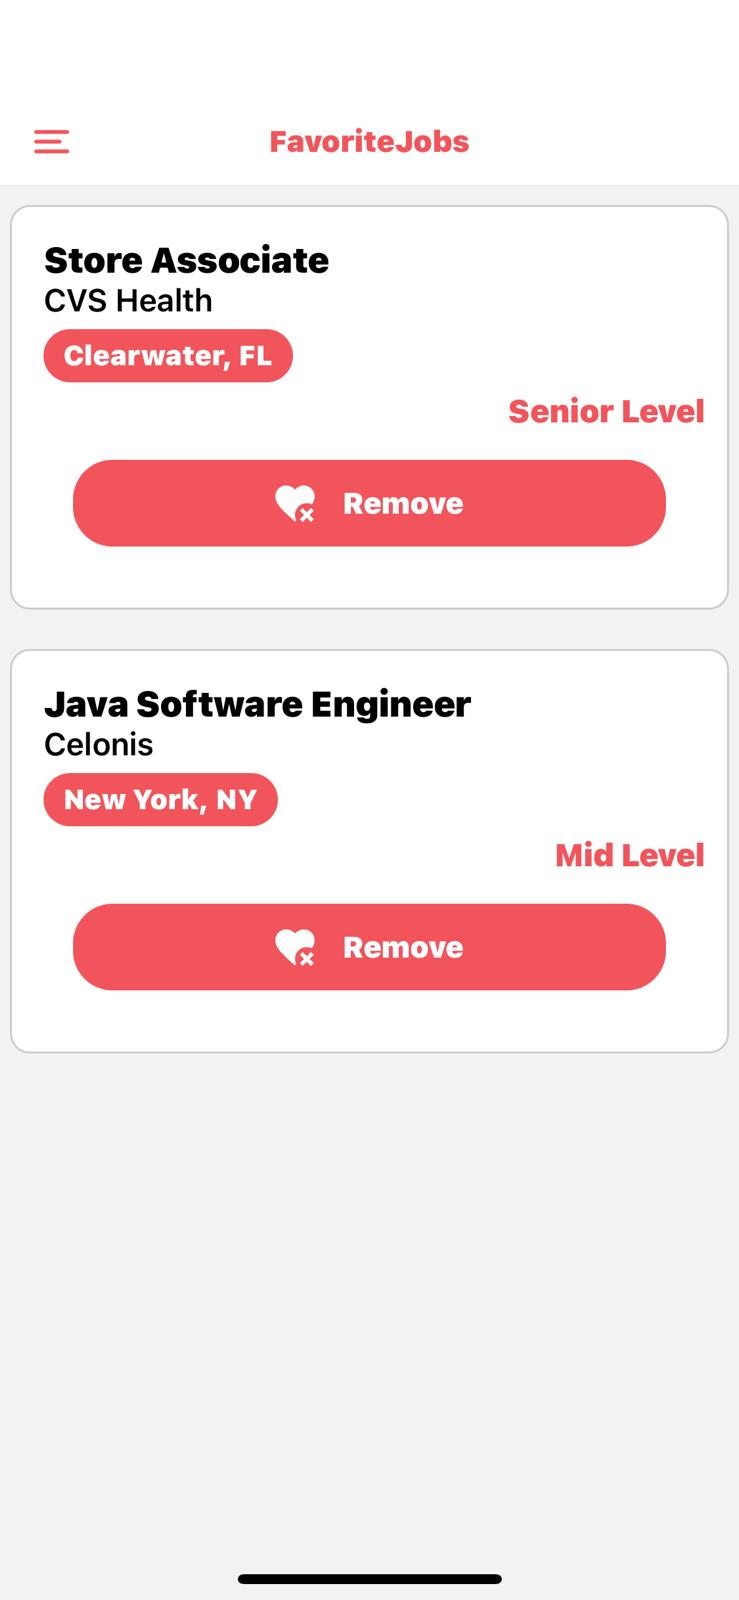 FavoriteJobs
Store Associate
CVS Health
Clearwater, FL
Senior Level
Remove
Java Software Engineer
Celonis
New York, NY
Mid Level
Remove